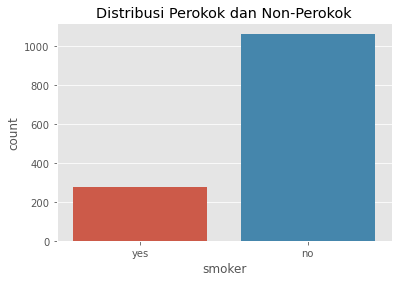 Distribusi Perokok dan Non-Perokok
1000
800
600
400
200
0
count
yes no
smoker